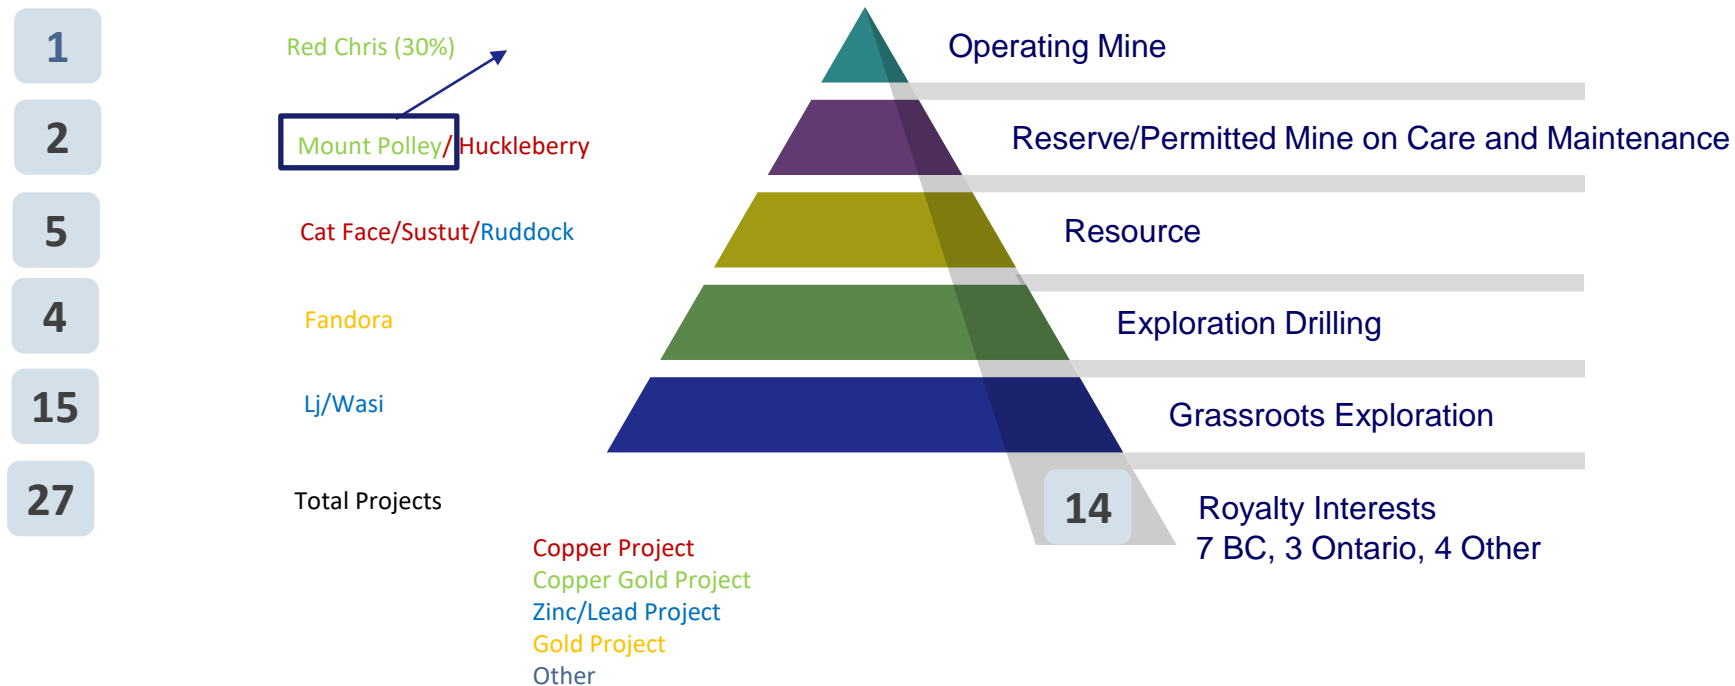 1
Red Chris (30%)
Operating Mine
2
Mount Polley/ Huckleberry
Reserve/Permitted Mine on Care and Maintenance
5
Cat Face/Sustut/Ruddock
Resource
4
Fandora
Exploration Drilling
15
Lj/Wasi
Grassroots Exploration
27
Total Projects
14
Royalty Interests
7 BC, 3 Ontario, 4 Other
Copper Project
Copper Gold Project
Zinc/Lead Project
Gold Project
Other